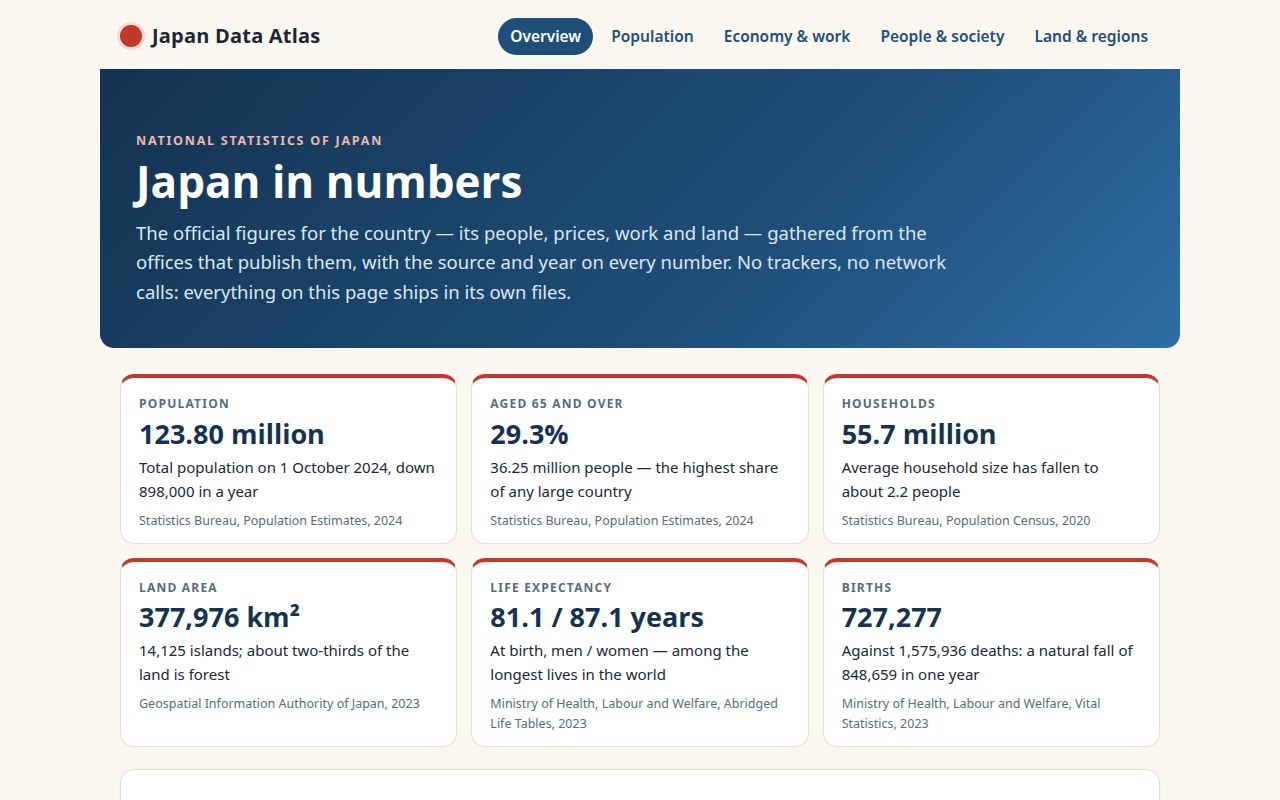 Japan Data Atlas
Overview
Population
Economy & work
People & society
Land & regions
NATIONAL STATISTICS OF JAPAN
Japan in numbers
The official figures for the country — its people, prices, work and land — gathered from the
offices that publish them, with the source and year on every number. No trackers, no network
calls: everything on this page ships in its own files.
POPULATION
123.80 million
Total population on 1 October 2024, down
898,000 in a year
Statistics Bureau, Population Estimates, 2024
AGED 65 AND OVER
29.3%
36.25 million people — the highest share
of any large country
Statistics Bureau, Population Estimates, 2024
HOUSEHOLDS
55.7 million
Average household size has fallen to
about 2.2 people
Statistics Bureau, Population Census, 2020
LAND AREA
377,976 km²
14,125 islands; about two-thirds of the
land is forest
Geospatial Information Authority of Japan, 2023
LIFE EXPECTANCY
81.1 / 87.1 years
At birth, men / women — among the
longest lives in the world
Ministry of Health, Labour and Welfare, Abridged
Life Tables, 2023
BIRTHS
727,277
Against 1,575,936 deaths: a natural fall of
848,659 in one year
Ministry of Health, Labour and Welfare, Vital
Statistics, 2023